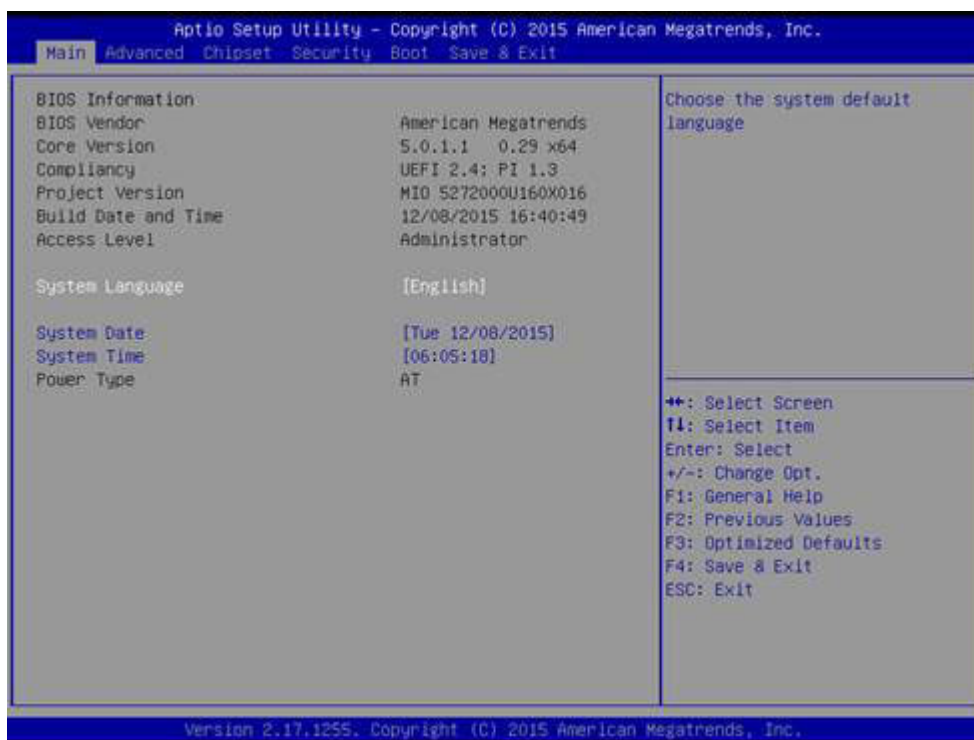 Aptio Setup Utility – Copyright (C) 2015 American Megatrends, Inc.
Main Advanced Chipset Security Boot Save & Exit
BIOS Information
BIOS Vendor American Megatrends
Core Version 5.0.1.1 0.29 x64
Compliancy UEFI 2.4; PI 1.3
Project Version MIO 5272000U160X016
Build Date and Time 12/08/2015 16:40:49
Access Level Administrator
System Language [English]
System Date [Tue 12/08/2015]
System Time [06:05:18]
Power Type AT
Choose the system default
language
→←: Select Screen
↑↓: Select Item
Enter: Select
+/-: Change Opt.
F1: General Help
F2: Previous Values
F3: Optimized Defaults
F4: Save & Exit
ESC: Exit
Version 2.17.1255. Copyright (C) 2015 American Megatrends, Inc.